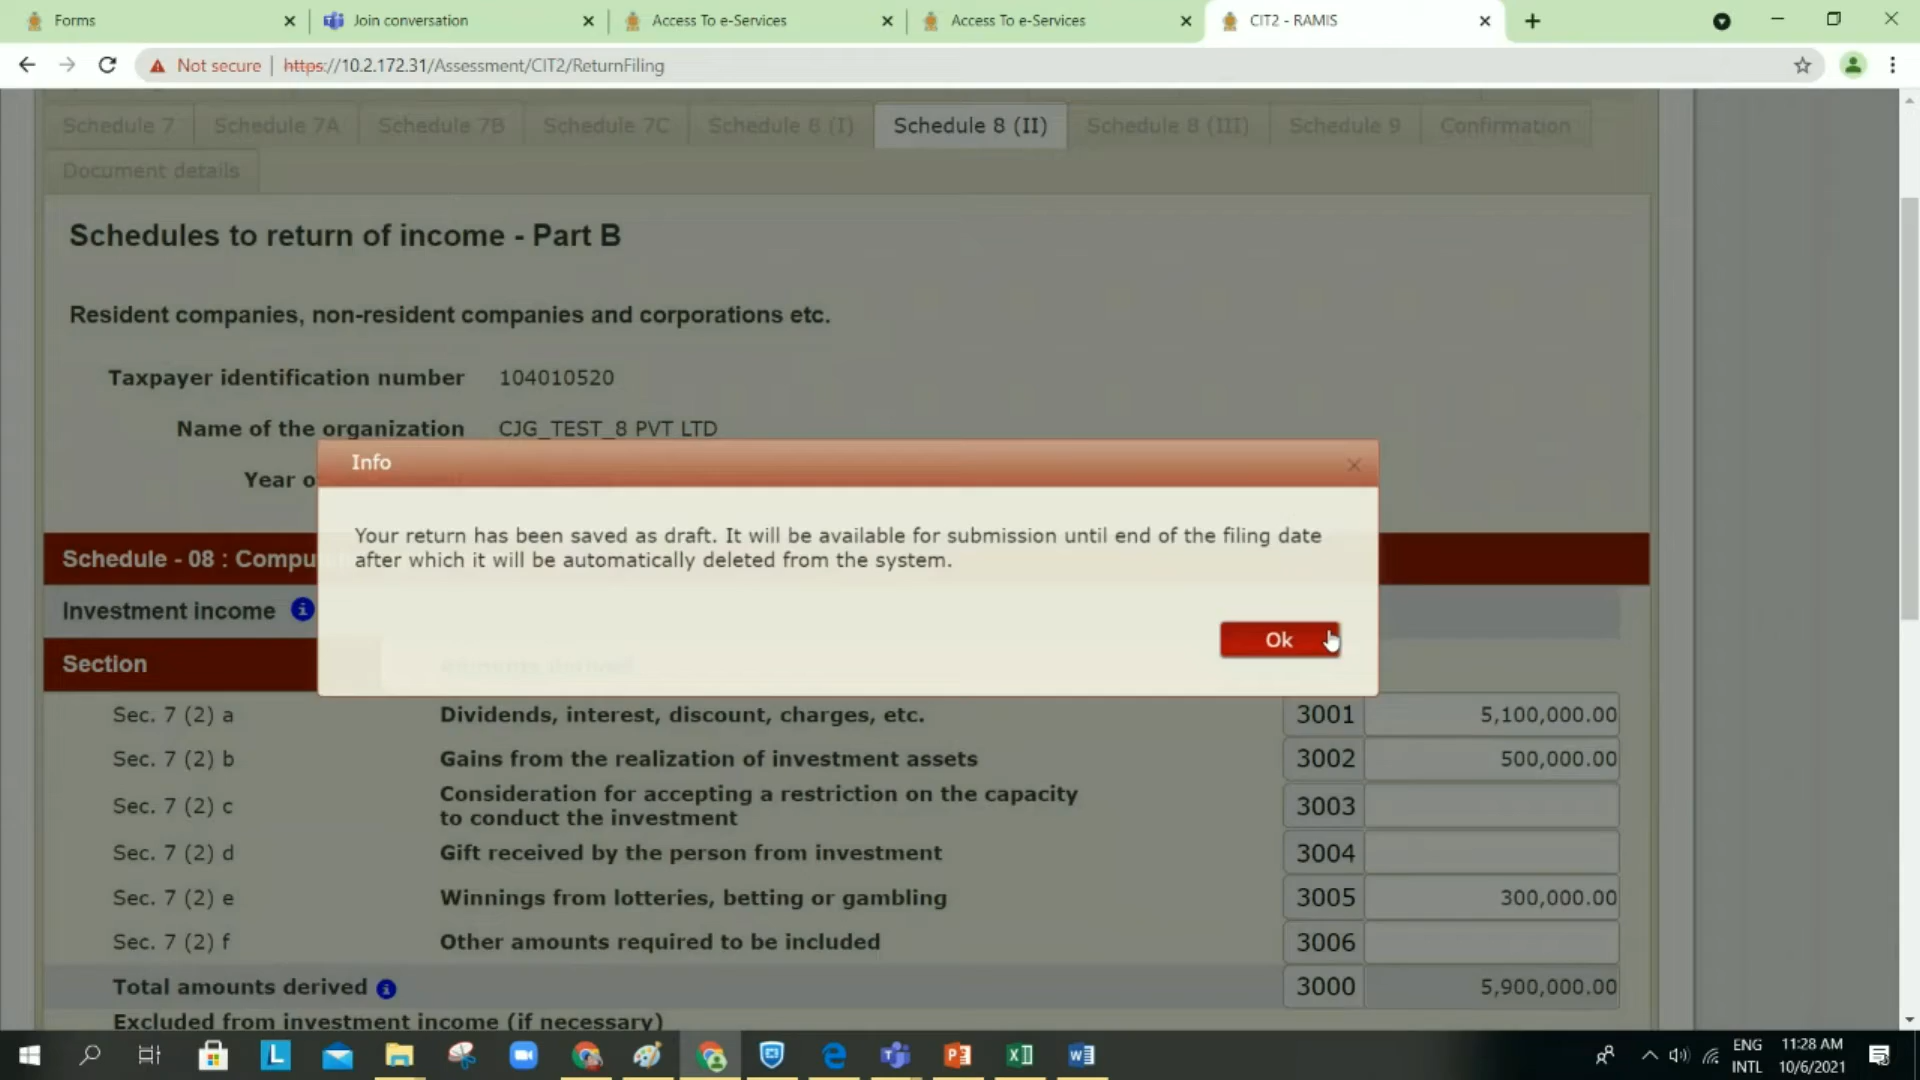 Forms
Join conversation
Access To e-Services
Access To e-Services
CIT2 - RAMIS
Not secure | https://10.2.172.31/Assessment/CIT2/ReturnFiling
Schedule 7
Schedule 7A
Schedule 7B
Schedule 7C
Schedule 8 (I)
Schedule 8 (II)
Schedule 8 (III)
Schedule 9
Confirmation
Document details
Schedules to return of income - Part B
Resident companies, non-resident companies and corporations etc.
Taxpayer identification number 104010520
Name of the organization CJG_TEST_8 PVT LTD
Year o
Info
Your return has been saved as draft. It will be available for submission until end of the filing date
after which it will be automatically deleted from the system.
Ok
Schedule - 08 : Compu
Investment income
Section
Sec. 7 (2) a Dividends, interest, discount, charges, etc. 3001 5,100,000.00
Sec. 7 (2) b Gains from the realization of investment assets 3002 500,000.00
Sec. 7 (2) c Consideration for accepting a restriction on the capacity
to conduct the investment 3003
Sec. 7 (2) d Gift received by the person from investment 3004
Sec. 7 (2) e Winnings from lotteries, betting or gambling 3005 300,000.00
Sec. 7 (2) f Other amounts required to be included 3006
Total amounts derived 3000 5,900,000.00
Excluded from investment income (if necessary)
ENG
INTL
11:28 AM
10/6/2021